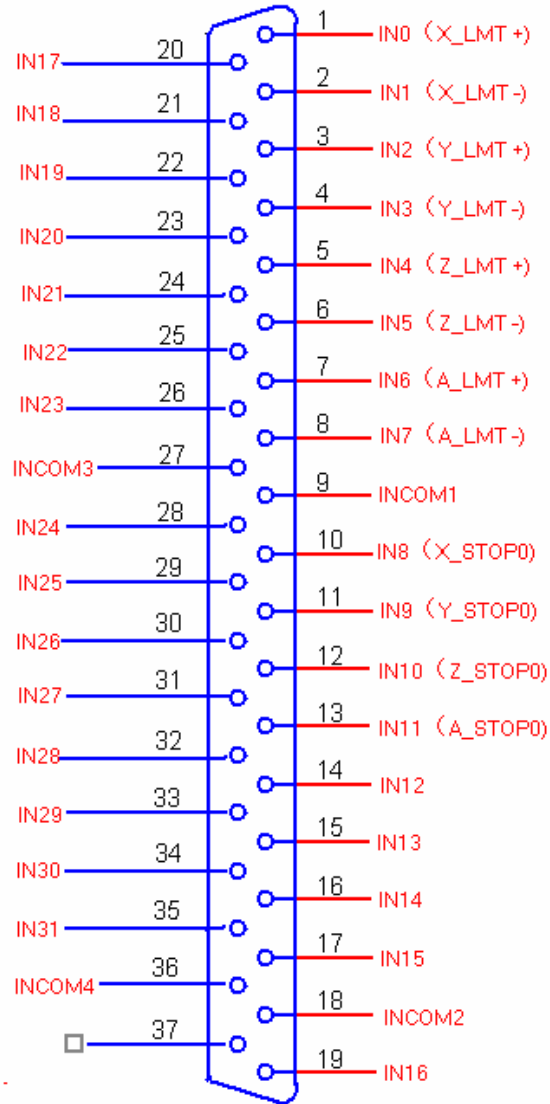 1 IN0 (X_LMT+)
20 IN17
2 IN1 (X_LMT-)
21 IN18
3 IN2 (Y_LMT+)
22 IN19
4 IN3 (Y_LMT-)
23 IN20
5 IN4 (Z_LMT+)
24 IN21
6 IN5 (Z_LMT-)
25 IN22
7 IN6 (A_LMT+)
26 IN23
8 IN7 (A_LMT-)
27 INCOM3
9 INCOM1
28 IN24
10 IN8 (X_STOP0)
29 IN25
11 IN9 (Y_STOP0)
30 IN26
12 IN10 (Z_STOP0)
31 IN27
13 IN11 (A_STOP0)
32 IN28
14 IN12
33 IN29
15 IN13
34 IN30
16 IN14
35 IN31
17 IN15
36 INCOM4
18 INCOM2
37
19 IN16